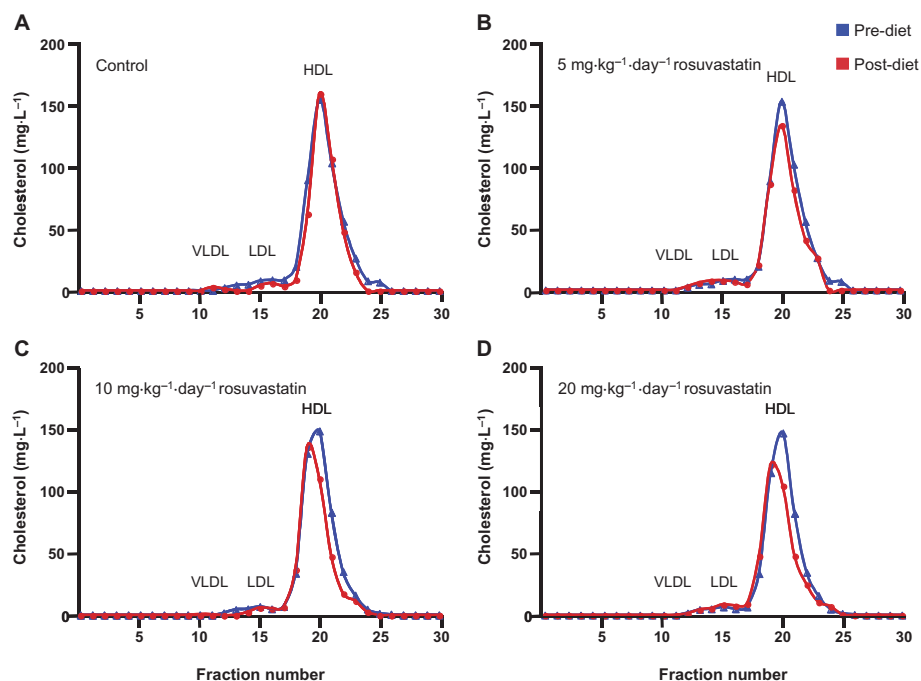 A
B
Pre-diet
Post-diet
200
150
100
50
0
Cholesterol (mg·L⁻¹)
Control
HDL
VLDL
LDL
5
10
15
20
25
30
200
150
100
50
0
Cholesterol (mg·L⁻¹)
5 mg·kg⁻¹·day⁻¹ rosuvastatin
HDL
VLDL
LDL
5
10
15
20
25
30
C
D
200
150
100
50
0
Cholesterol (mg·L⁻¹)
10 mg·kg⁻¹·day⁻¹ rosuvastatin
HDL
VLDL
LDL
5
10
15
20
25
30
Fraction number
200
150
100
50
0
Cholesterol (mg·L⁻¹)
20 mg·kg⁻¹·day⁻¹ rosuvastatin
HDL
VLDL
LDL
5
10
15
20
25
30
Fraction number